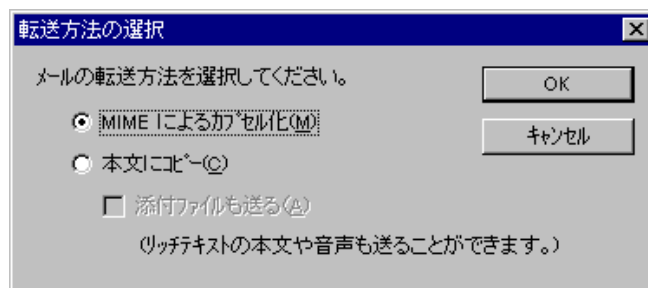 転送方法の選択
ﾒｰﾙの転送方法を選択してください。
OK
MIME によるｶﾌﾟｾﾙ化(M)
ｷｬﾝｾﾙ
本文にｺﾋﾟｰ(C)
添付ﾌｧｲﾙも送る(A)
(ﾘｯﾁﾃｷｽﾄの本文や音声も送ることができます。)